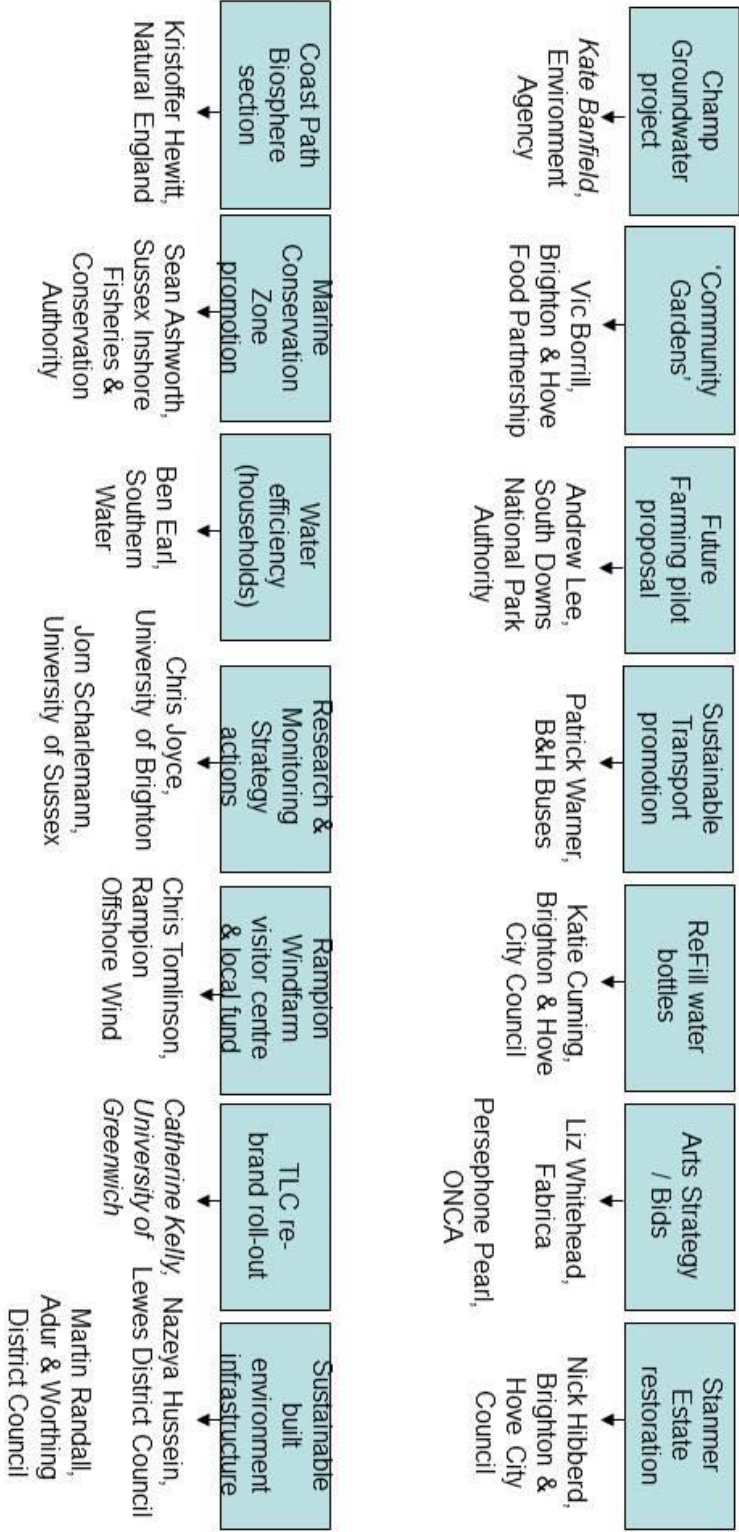 Champ
Groundwater
project
Kate Banfield,
Environment
Agency
'Community
Gardens'
Vic Borrill,
Brighton & Hove
Food Partnership
Future
Farming pilot
proposal
Andrew Lee,
South Downs
National Park
Authority
Sustainable
Transport
promotion
Patrick Warner,
B&H Buses
ReFill water
bottles
Katie Cuming,
Brighton & Hove
City Council
Arts Strategy
/ Bids
Liz Whitehead,
Fabrica
Persephone Pearl,
ONCA
Stanmer
Estate
restoration
Nick Hibberd,
Brighton &
Hove City
Council
Coast Path
Biosphere
section
Kristoffer Hewitt,
Natural England
Marine
Conservation
Zone
promotion
Sean Ashworth,
Sussex Inshore
Fisheries &
Conservation
Authority
Water
efficiency
(households)
Ben Earl,
Southern
Water
Research &
Monitoring
Strategy
actions
Chris Joyce,
University of Brighton
Jorn Scharlemann,
University of Sussex
Rampion
Windfarm
visitor centre
& local fund
Chris Tomlinson,
Rampion
Offshore Wind
TLC re-
brand roll-out
Catherine Kelly,
University of
Greenwich
Sustainable
built
environment
infrastructure
Nazeya Hussein,
Lewes District Council
Martin Randall,
Adur & Worthing
District Council